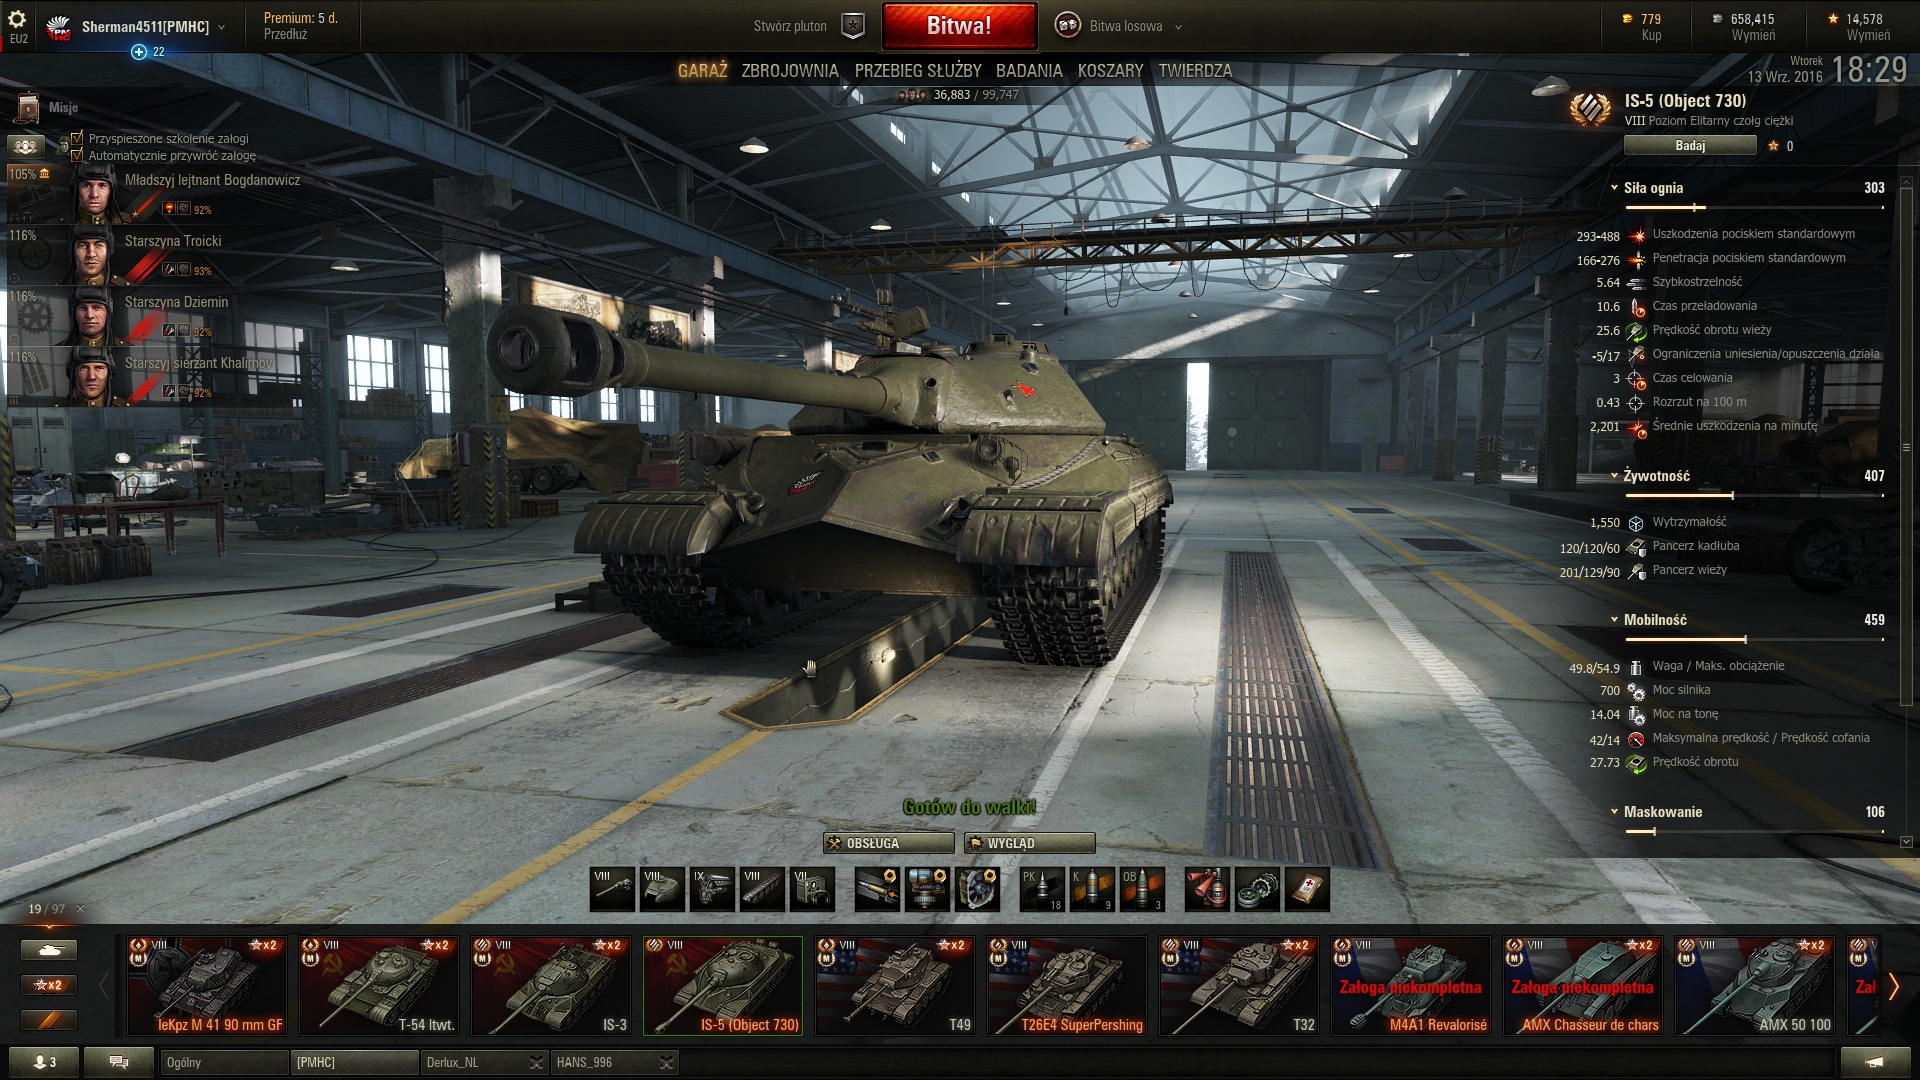 EU2
Sherman4511[PMHC]
22
Premium: 5 d.
Przedłuż
Stwórz pluton
Bitwa!
Bitwa losowa
779
Kup
658,415
Wymień
14,578
Wymień
GARAŻ ZBROJOWNIA PRZEBIEG SŁUŻBY BADANIA KOSZARY TWIERDZA
36,883 / 99,747
Wtorek
13 Wrz. 2016
18:29
Misje
Przyspieszone szkolenie załogi
Automatycznie przywróć załogę
105%
Mładszyj lejtnant Bogdanowicz
92%
116%
Starszyna Troicki
93%
116%
Starszyna Dziemin
92%
116%
Starszyj sierzant Khalimov
92%
IS-5 (Object 730)
VIII Poziom Elitarny czołg ciężki
Badaj
0
Siła ognia 303
293-488 Uszkodzenia pociskiem standardowym
166-276 Penetracja pociskiem standardowym
5.64 Szybkostrzelność
10.6 Czas przeładowania
25.6 Prędkość obrotu wieży
-5/17 Ograniczenia uniesienia/opuszczenia działa
3 Czas celowania
0.43 Rozrzut na 100 m
2,201 Średnie uszkodzenia na minutę
Żywotność 407
1,550 Wytrzymałość
120/120/60 Pancerz kadłuba
201/129/90 Pancerz wieży
Mobilność 459
49.8/54.9 Waga / Maks. obciążenie
700 Moc silnika
14.04 Moc na tonę
42/14 Maksymalna prędkość / Prędkość cofania
27.73 Prędkość obrotu
Maskowanie 106
Gotów do walki!
OBSŁUGA
WYGLĄD
VIII VIII IX VIII VII
PK 18
K 9
OB 3
19 / 97
x2
VIII x2
M
leKpz M 41 90 mm GF
VIII x2
M
T-54 ltwt.
VIII x2
M
IS-3
VIII
IS-5 (Object 730)
VIII x2
M
T49
VIII
M
T26E4 SuperPershing
VIII x2
M
T32
VIII
M
Załoga niekompletna
M4A1 Revalorisé
VIII x2
M
Załoga niekompletna
AMX Chasseur de chars
VIII x2
M
AMX 50 100
V
M
Zał
3
Ogólny
[PMHC]
Derlux_NL
HANS_996